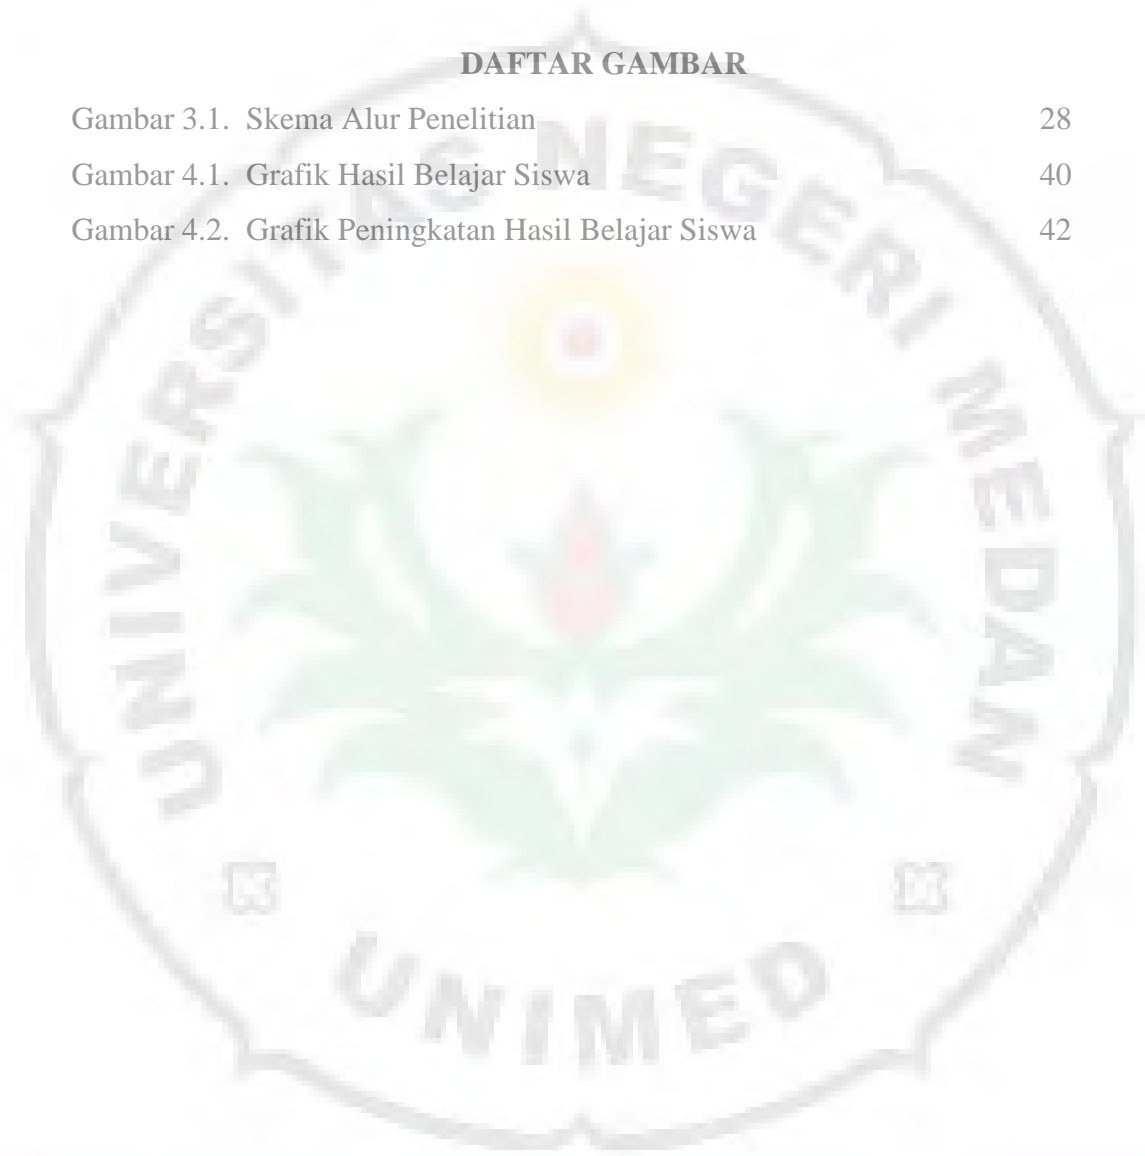 DAFTAR GAMBAR
Gambar 3.1. Skema Alur Penelitian 28
Gambar 4.1. Grafik Hasil Belajar Siswa 40
Gambar 4.2. Grafik Peningkatan Hasil Belajar Siswa 42
UNIVERSITAS NEGERI MEDAN
UNIMED